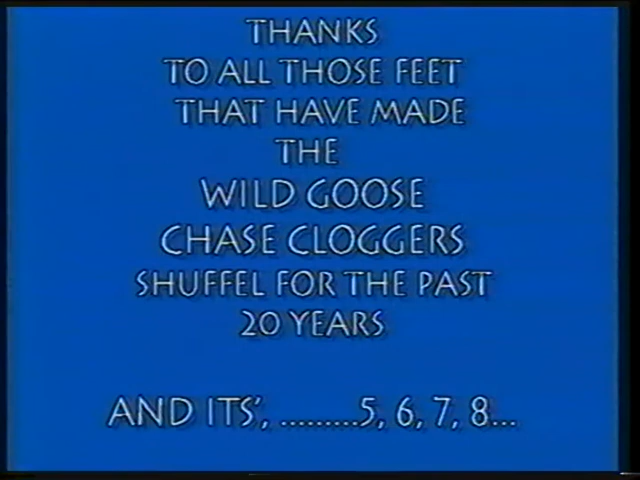 THANKS
TO ALL THOSE FEET
THAT HAVE MADE
THE
WILD GOOSE
CHASE CLOGGERS
SHUFFEL FOR THE PAST
20 YEARS
AND ITS', .........5, 6, 7, 8...